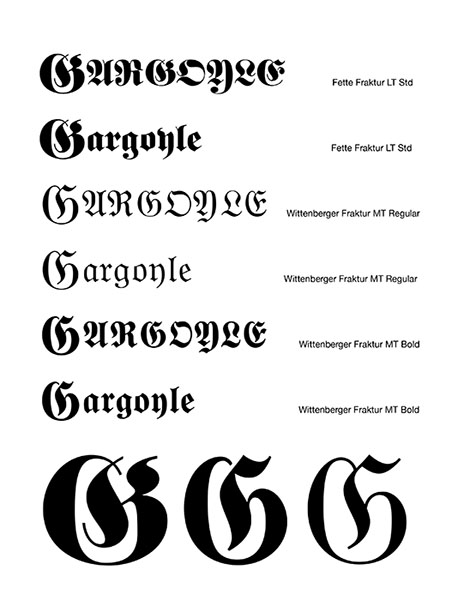 GARGOYLE Fette Fraktur LT Std
Gargoyle Fette Fraktur LT Std
GARGOYLE Wittenberger Fraktur MT Regular
Gargoyle Wittenberger Fraktur MT Regular
GARGOYLE Wittenberger Fraktur MT Bold
Gargoyle Wittenberger Fraktur MT Bold
G G G